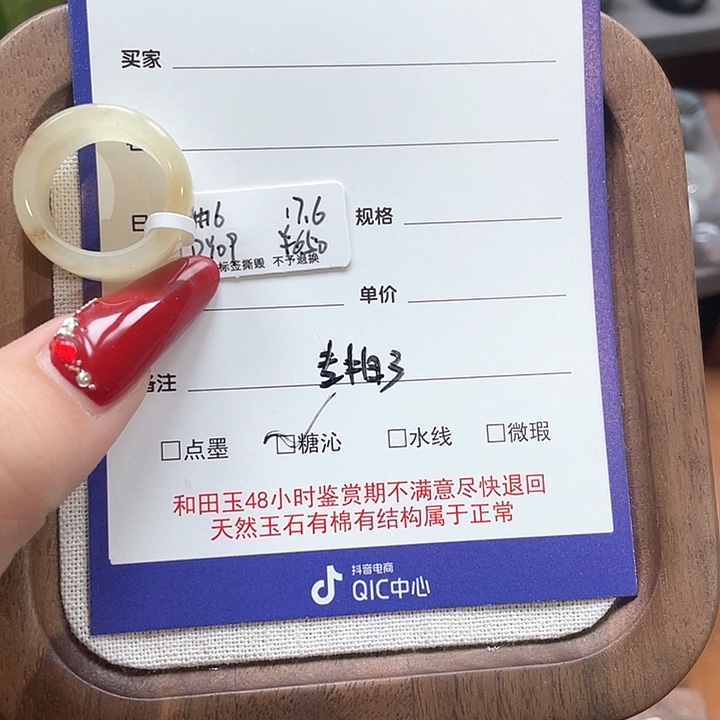 买家
17.6 规格
¥650
标签撕毁 不予退换
单价
备注
点墨 糖沁 水线 微瑕
和田玉48小时鉴赏期不满意尽快退回
天然玉石有棉有结构属于正常
抖音电商
QIC中心